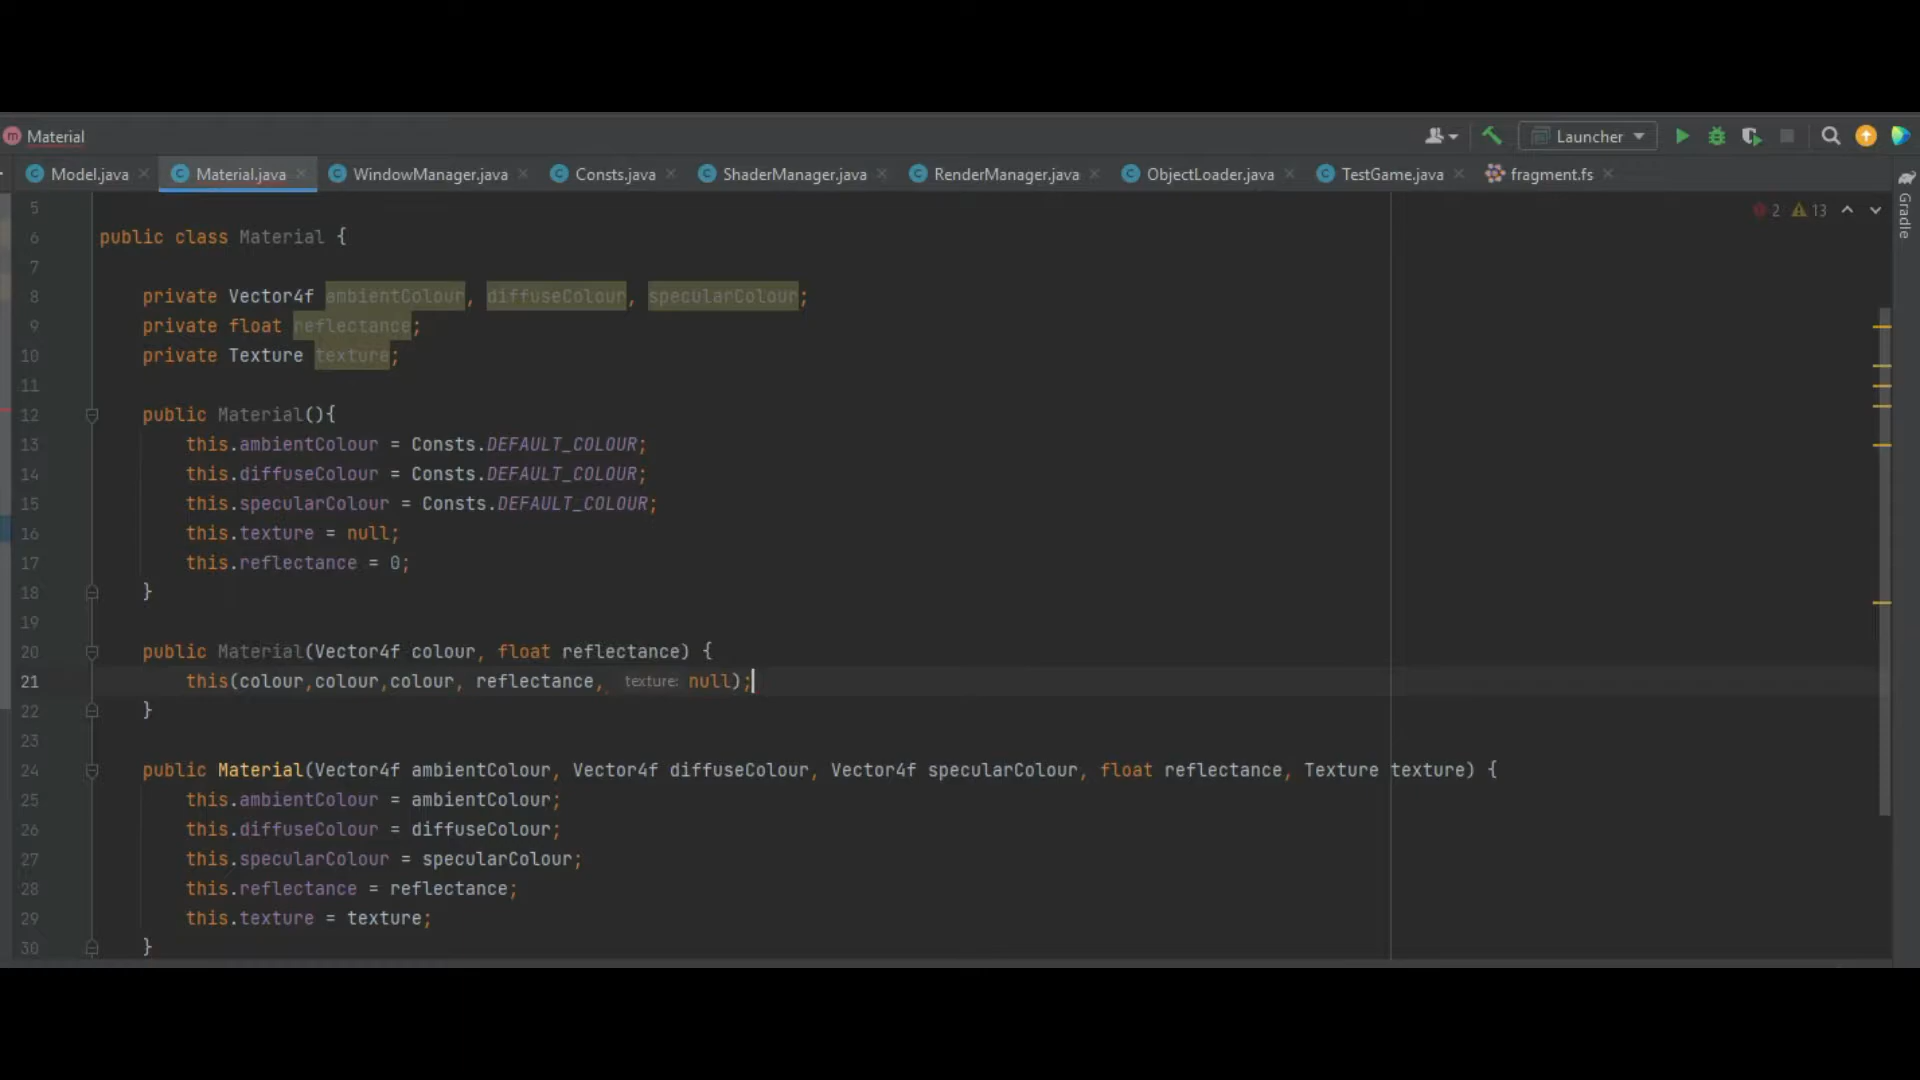 Material
Launcher
Model.java Material.java WindowManager.java Consts.java ShaderManager.java RenderManager.java ObjectLoader.java TestGame.java fragment.fs
Gradle
2 13
5
6 public class Material {
7
8 private Vector4f ambientColour, diffuseColour, specularColour;
9 private float reflectance;
10 private Texture texture;
11
12 public Material(){
13 this.ambientColour = Consts.DEFAULT_COLOUR;
14 this.diffuseColour = Consts.DEFAULT_COLOUR;
15 this.specularColour = Consts.DEFAULT_COLOUR;
16 this.texture = null;
17 this.reflectance = 0;
18 }
19
20 public Material(Vector4f colour, float reflectance) {
21 this(colour,colour,colour, reflectance, texture: null);
22 }
23
24 public Material(Vector4f ambientColour, Vector4f diffuseColour, Vector4f specularColour, float reflectance, Texture texture) {
25 this.ambientColour = ambientColour;
26 this.diffuseColour = diffuseColour;
27 this.specularColour = specularColour;
28 this.reflectance = reflectance;
29 this.texture = texture;
30 }